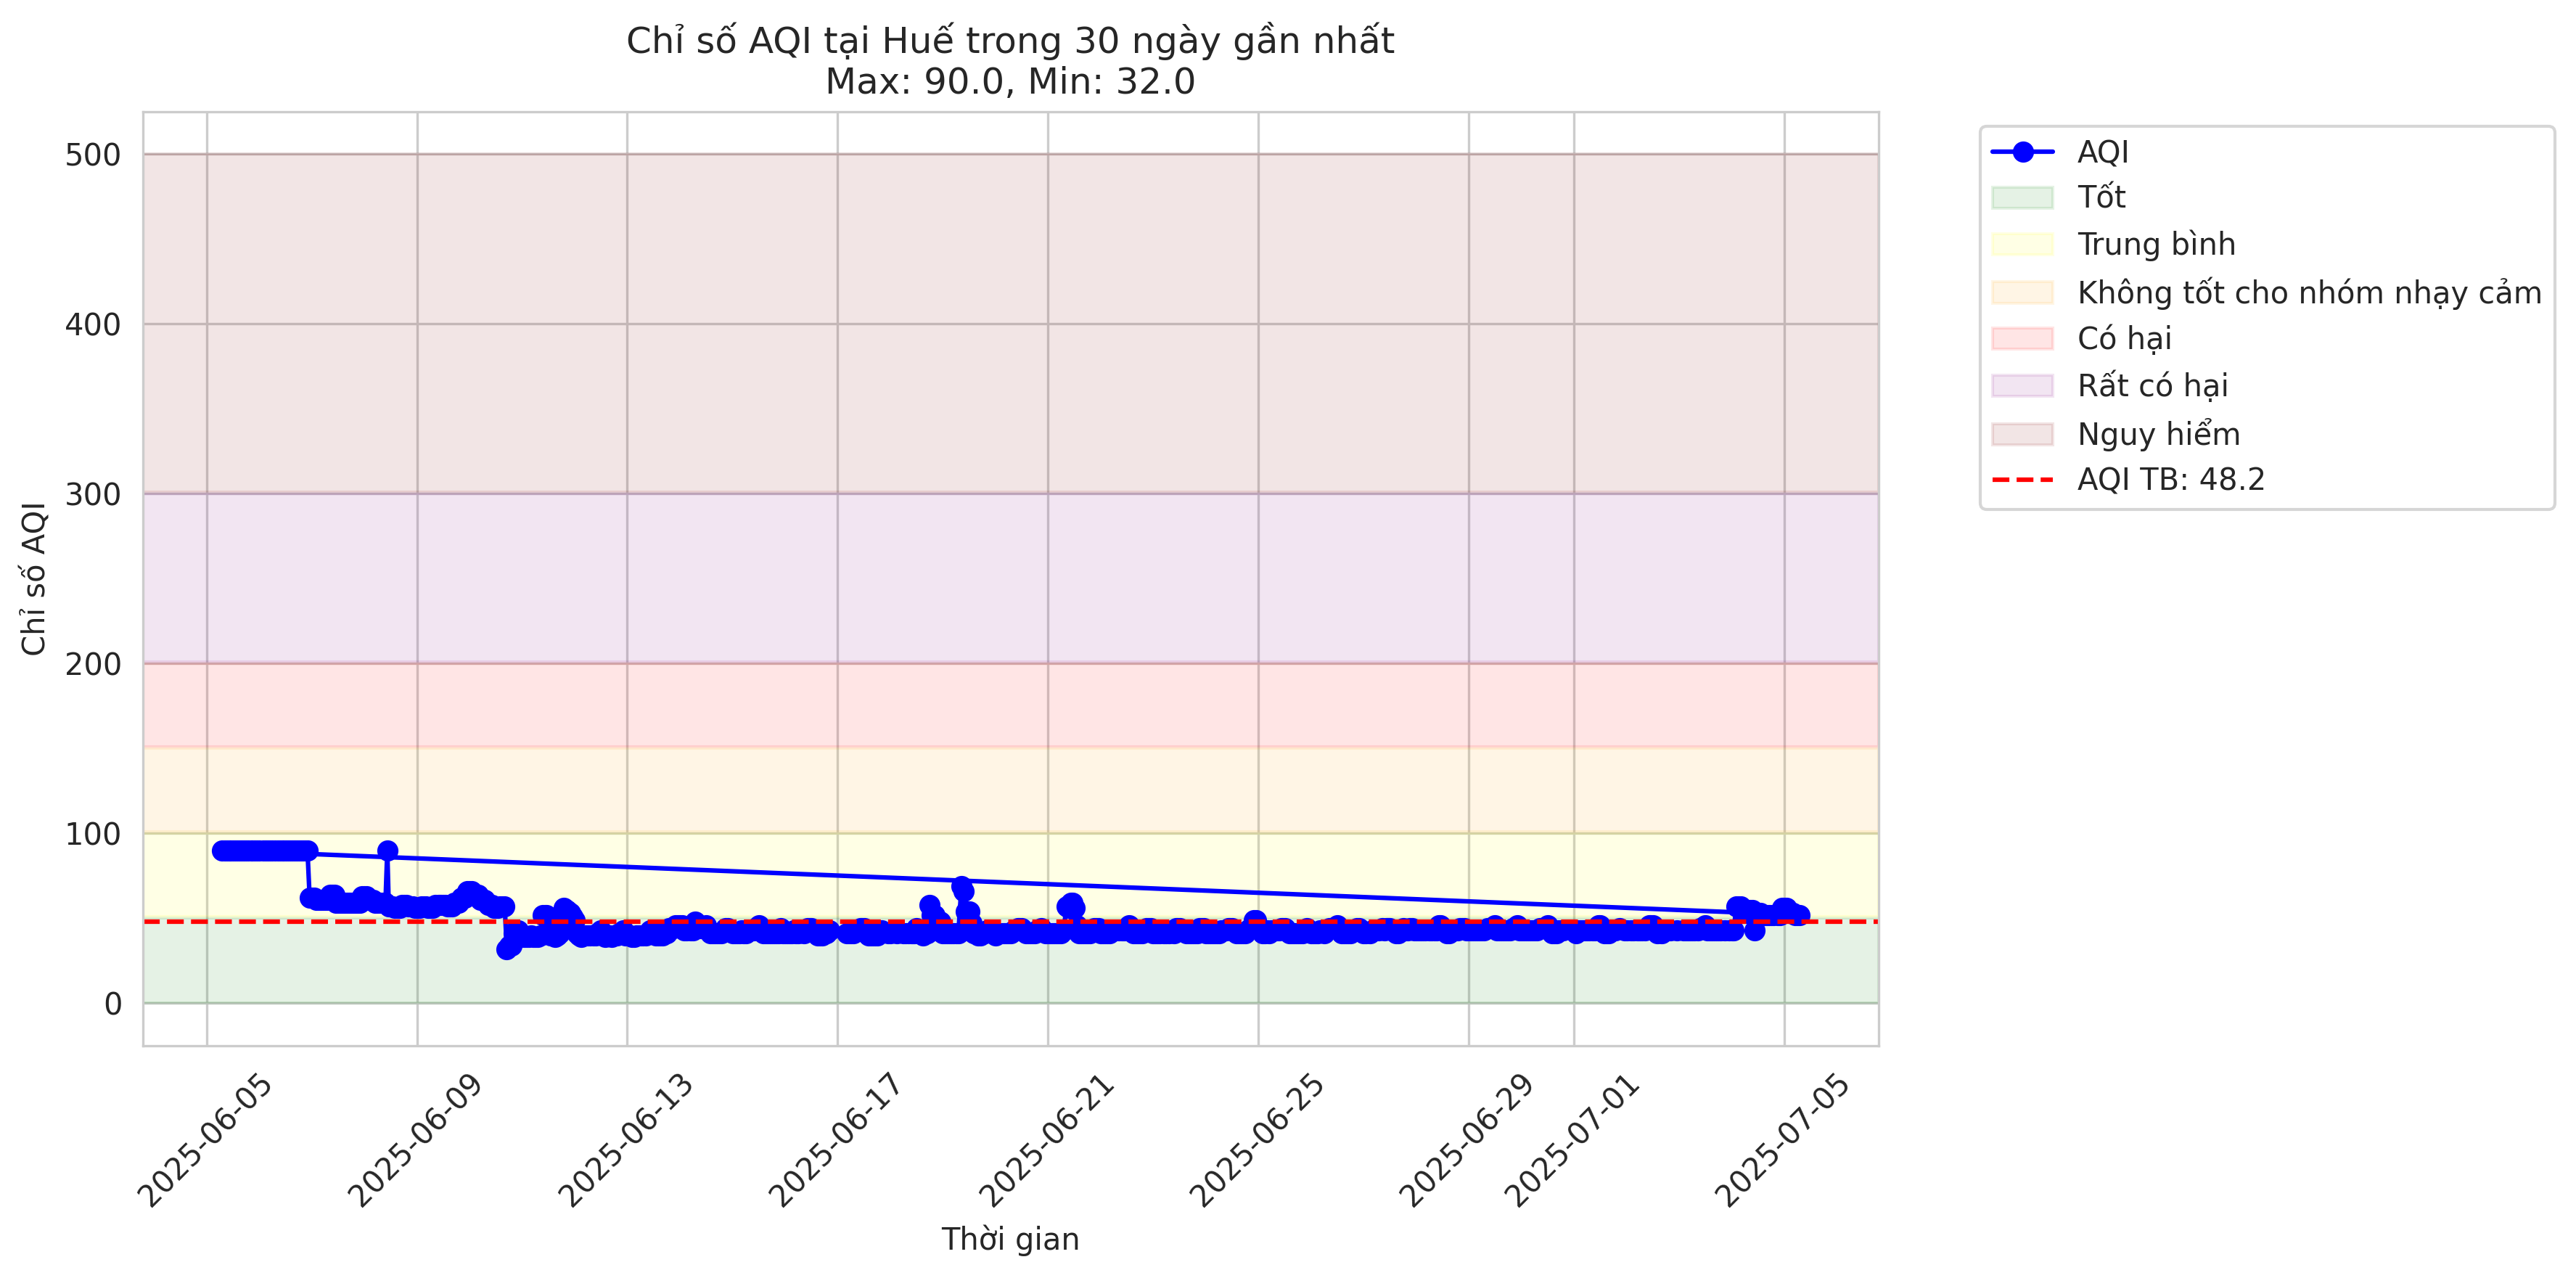 Chỉ số AQI tại Huế trong 30 ngày gần nhất
Max: 90.0, Min: 32.0
Chỉ số AQI
500
400
300
200
100
0
2025-06-05
2025-06-09
2025-06-13
2025-06-17
2025-06-21
2025-06-25
2025-06-29
2025-07-01
2025-07-05
Thời gian
AQI
Tốt
Trung bình
Không tốt cho nhóm nhạy cảm
Có hại
Rất có hại
Nguy hiểm
AQI TB: 48.2